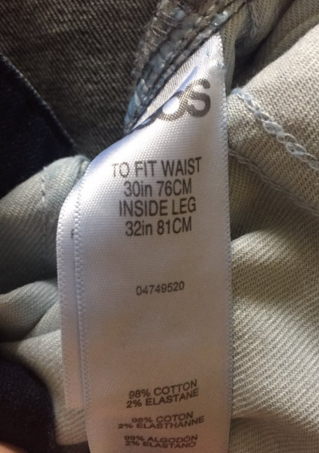 OS
TO FIT WAIST
30in 76CM
INSIDE LEG
32in 81CM
04749520
98% COTTON
2% ELASTANE
98% COTON
2% ELASTHANNE
98% ALGODÓN
2% ELASTANO